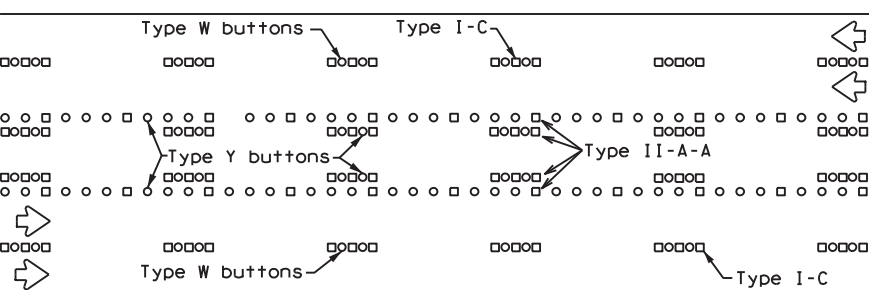 Type W buttons
Type I-C
Type Y buttons
Type II-A-A
Type W buttons
Type I-C